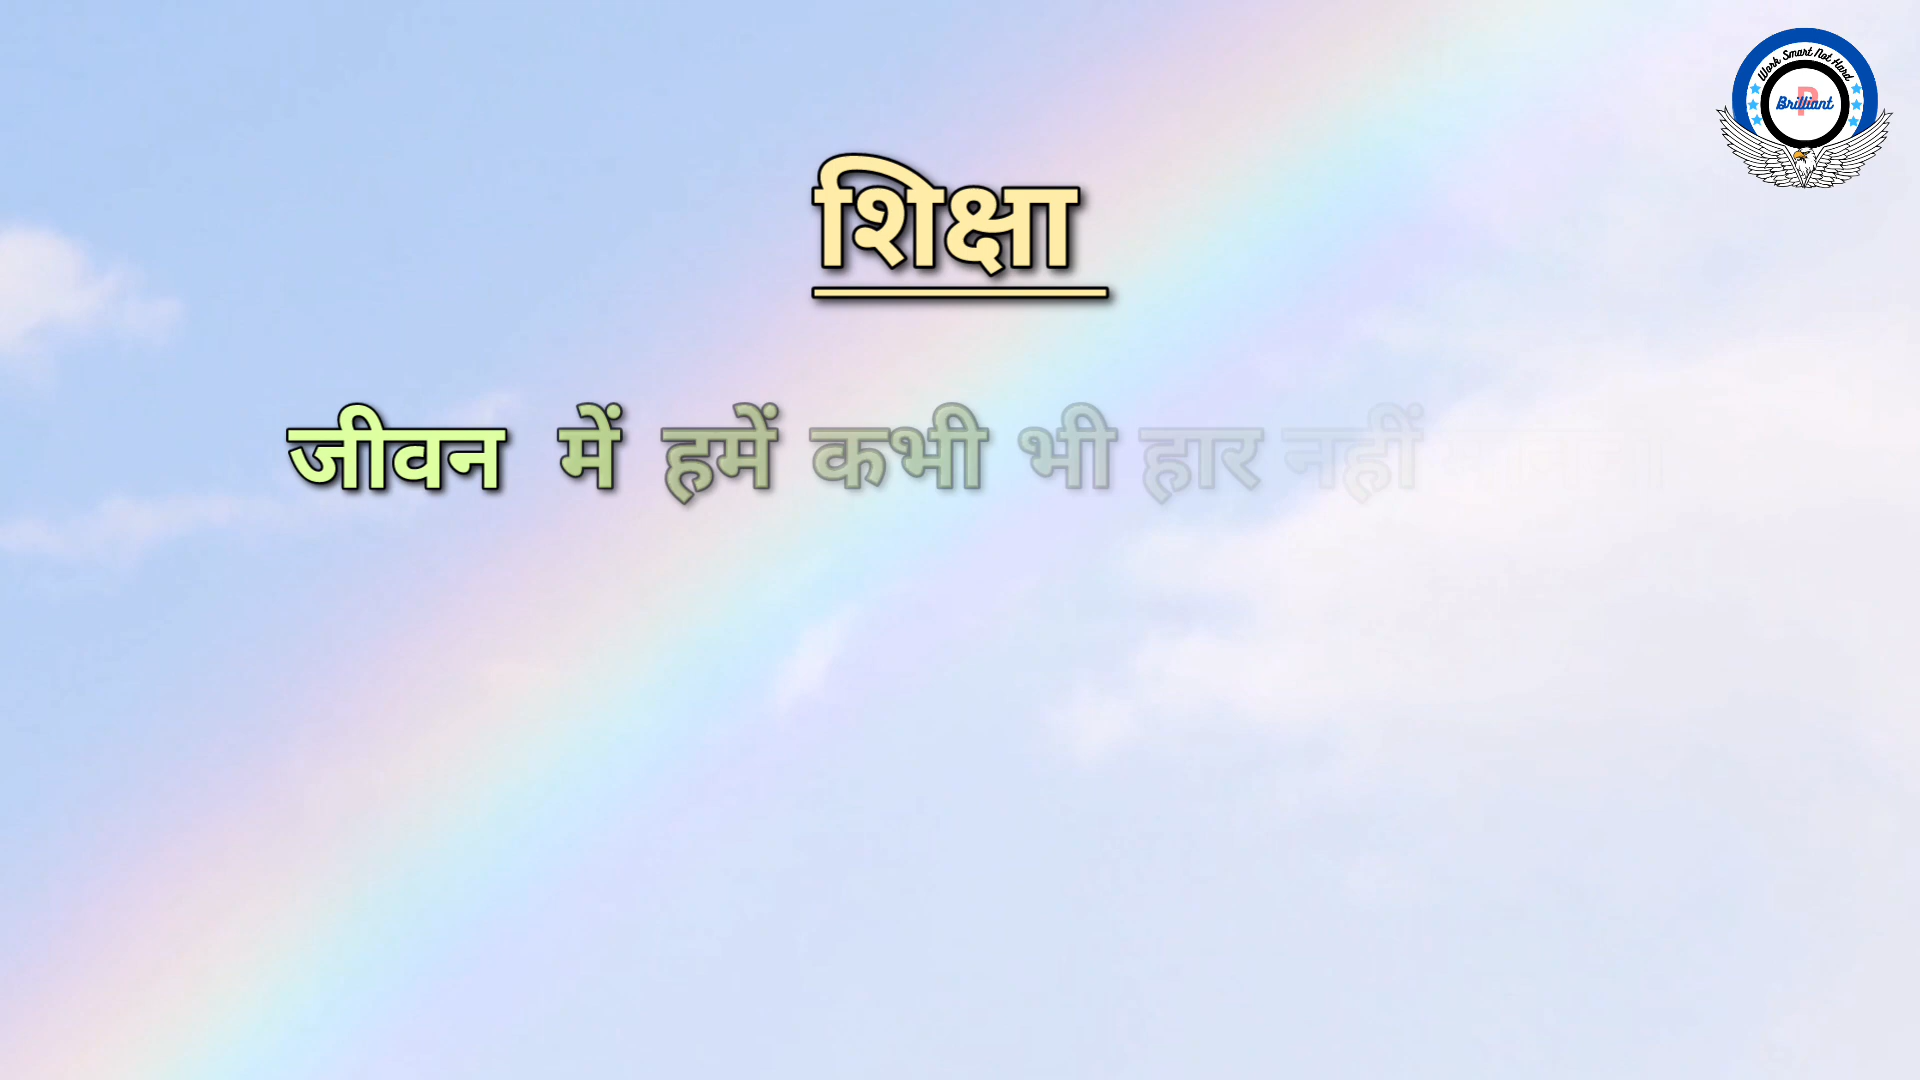 Work Smart Not Hard
P
Brilliant
शिक्षा
जीवन में हमें कभी भी हार नहीं